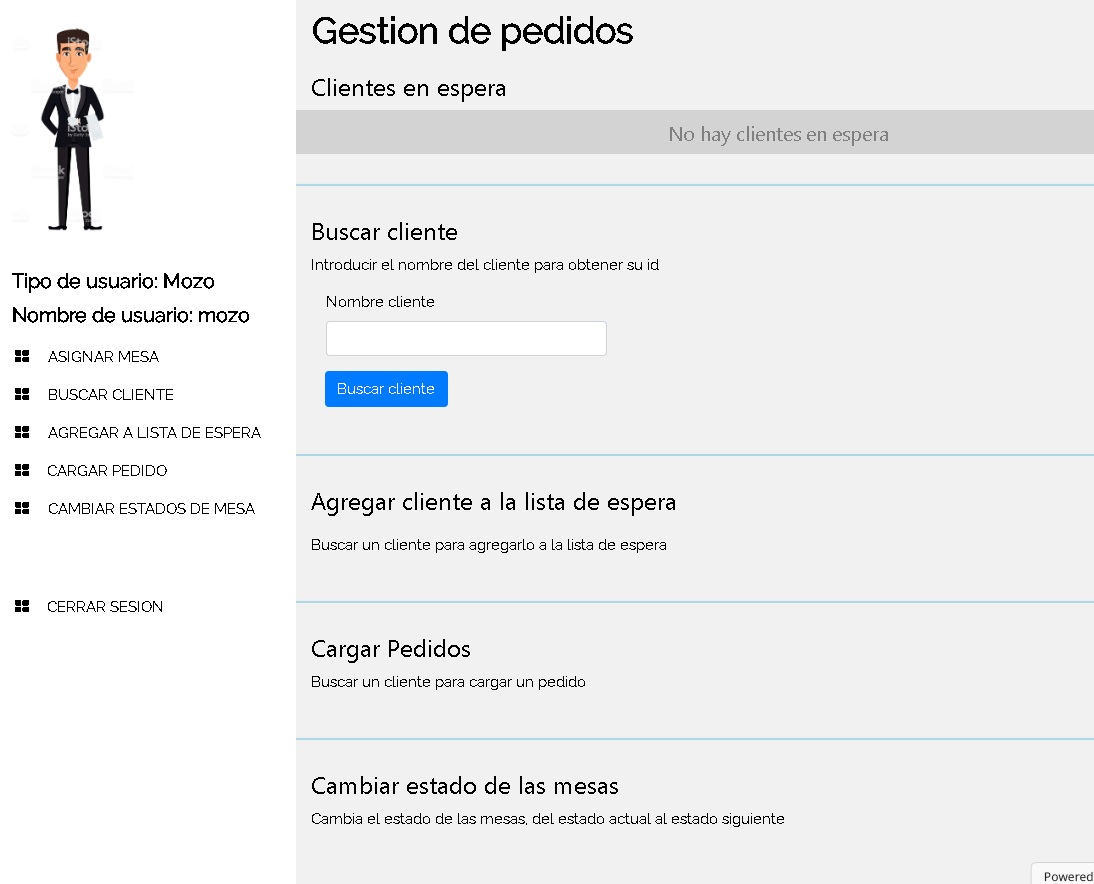 Tipo de usuario: Mozo
Nombre de usuario: mozo
ASIGNAR MESA
BUSCAR CLIENTE
AGREGAR A LISTA DE ESPERA
CARGAR PEDIDO
CAMBIAR ESTADOS DE MESA
CERRAR SESION
Gestion de pedidos
Clientes en espera
No hay clientes en espera
Buscar cliente
Introducir el nombre del cliente para obtener su id
Nombre cliente
Buscar cliente
Agregar cliente a la lista de espera
Buscar un cliente para agregarlo a la lista de espera
Cargar Pedidos
Buscar un cliente para cargar un pedido
Cambiar estado de las mesas
Cambia el estado de las mesas, del estado actual al estado siguiente
Powered